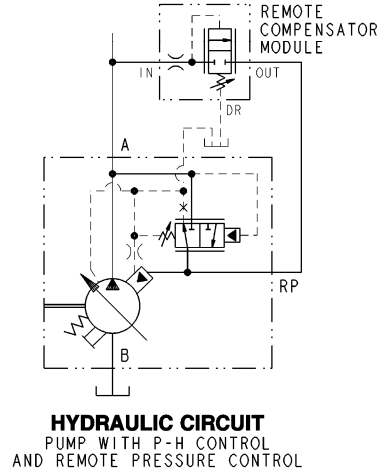 REMOTE
COMPENSATOR
MODULE
IN
OUT
DR
A
RP
B
HYDRAULIC CIRCUIT
PUMP WITH P-H CONTROL
AND REMOTE PRESSURE CONTROL